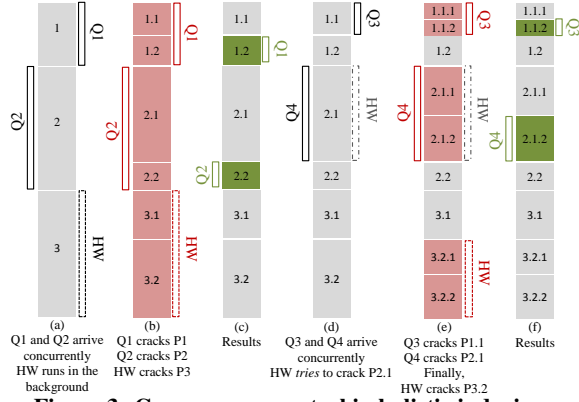 1
2
3
Q1
Q2
HW
(a)
Q1 and Q2 arrive
concurrently
HW runs in the
background
1.1
1.2
2.1
2.2
3.1
3.2
Q1
Q2
HW
(b)
Q1 cracks P1
Q2 cracks P2
HW cracks P3
1.1
1.2
2.1
2.2
3.1
3.2
Q1
Q2
(c)
Results
1.1
1.2
2.1
2.2
3.1
3.2
Q3
Q4
HW
(d)
Q3 and Q4 arrive
concurrently
HW tries to crack P2.1
1.1.1
1.1.2
1.2
2.1.1
2.1.2
2.2
3.1
3.2.1
3.2.2
Q3
Q4
HW
HW
(e)
Q3 cracks P1.1
Q4 cracks P2.1
Finally,
HW cracks P3.2
1.1.1
1.1.2
1.2
2.1.1
2.1.2
2.2
3.1
3.2.1
3.2.2
Q3
Q4
(f)
Results